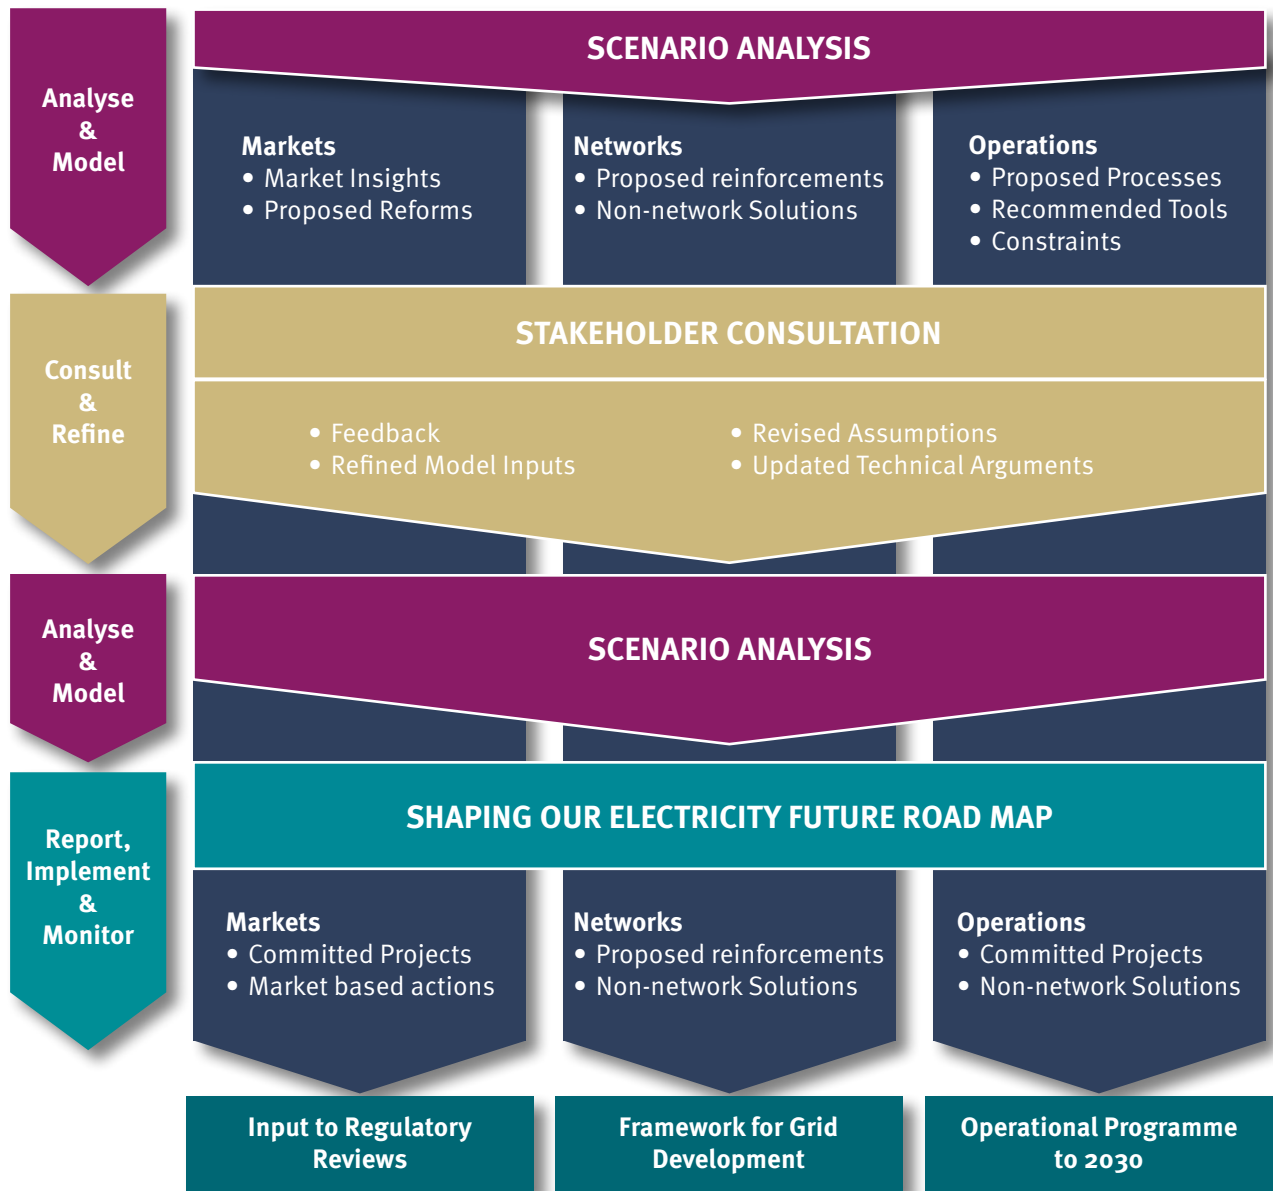 Analyse
&
Model
SCENARIO ANALYSIS
Markets
• Market Insights
• Proposed Reforms
Networks
• Proposed reinforcements
• Non-network Solutions
Operations
• Proposed Processes
• Recommended Tools
• Constraints
Consult
&
Refine
STAKEHOLDER CONSULTATION
• Feedback
• Refined Model Inputs
• Revised Assumptions
• Updated Technical Arguments
Analyse
&
Model
SCENARIO ANALYSIS
Report,
Implement
&
Monitor
SHAPING OUR ELECTRICITY FUTURE ROAD MAP
Markets
• Committed Projects
• Market based actions
Networks
• Proposed reinforcements
• Non-network Solutions
Operations
• Committed Projects
• Non-network Solutions
Input to Regulatory
Reviews
Framework for Grid
Development
Operational Programme
to 2030